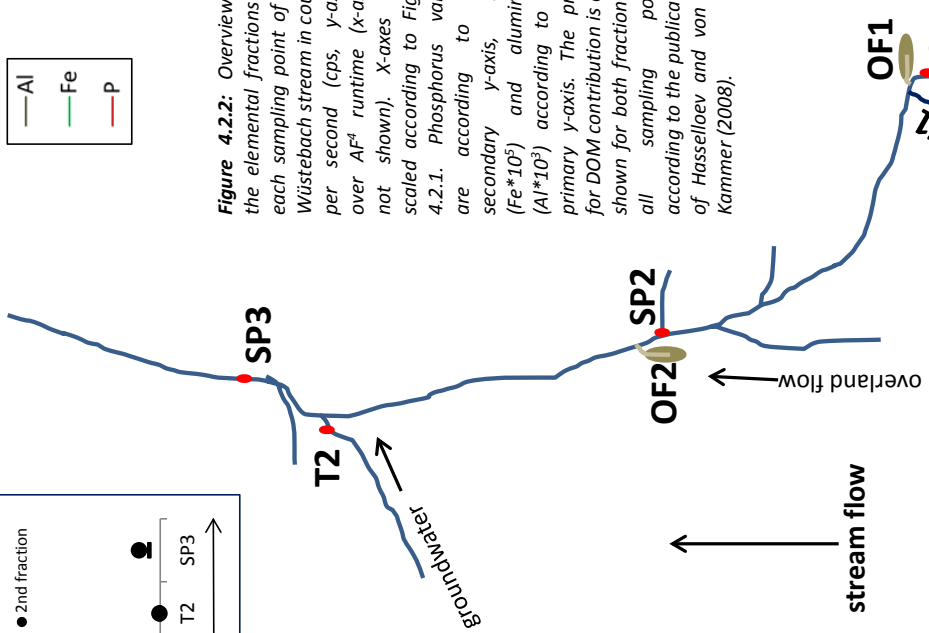 Al
Fe
P
Figure 4.2.2: Overview
the elemental fractions
each sampling point of
Wüstebach stream in cou
per second (cps, y-a
over AF⁴ runtime (x-a
not shown). X-axes
scaled according to Fig
4.2.1. Phosphorus va
are according to
secondary y-axis,
(Fe*10⁵) and alumin
(Al*10³) according to
primary y-axis. The p
for DOM contribution is
shown for both fraction
all sampling po
according to the publica
of Hasselloev and von
Kammer (2008).
2nd fraction
T2 SP3
SP3
T2
groundwater
SP2
OF2
overland flow
OF1
stream flow